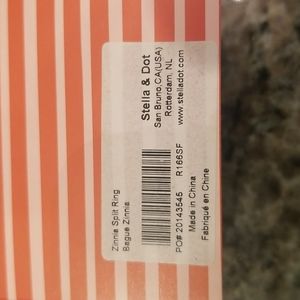 Stella & Dot
San Bruno,CA(USA)
Rotterdam, NL
www.stelladot.com
Zinnia Split Ring
Bague Zinnia
PO# 20143545 R166SF
Made in China
Fabriqué en Chine